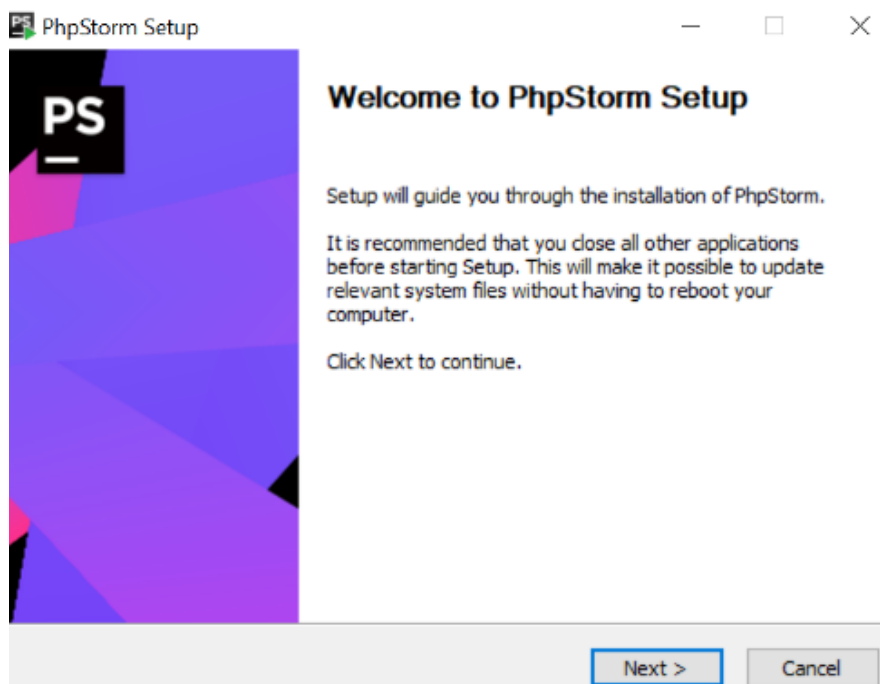 PS PhpStorm Setup
PS
Welcome to PhpStorm Setup
Setup will guide you through the installation of PhpStorm.
It is recommended that you close all other applications
before starting Setup. This will make it possible to update
relevant system files without having to reboot your
computer.
Click Next to continue.
Next > Cancel